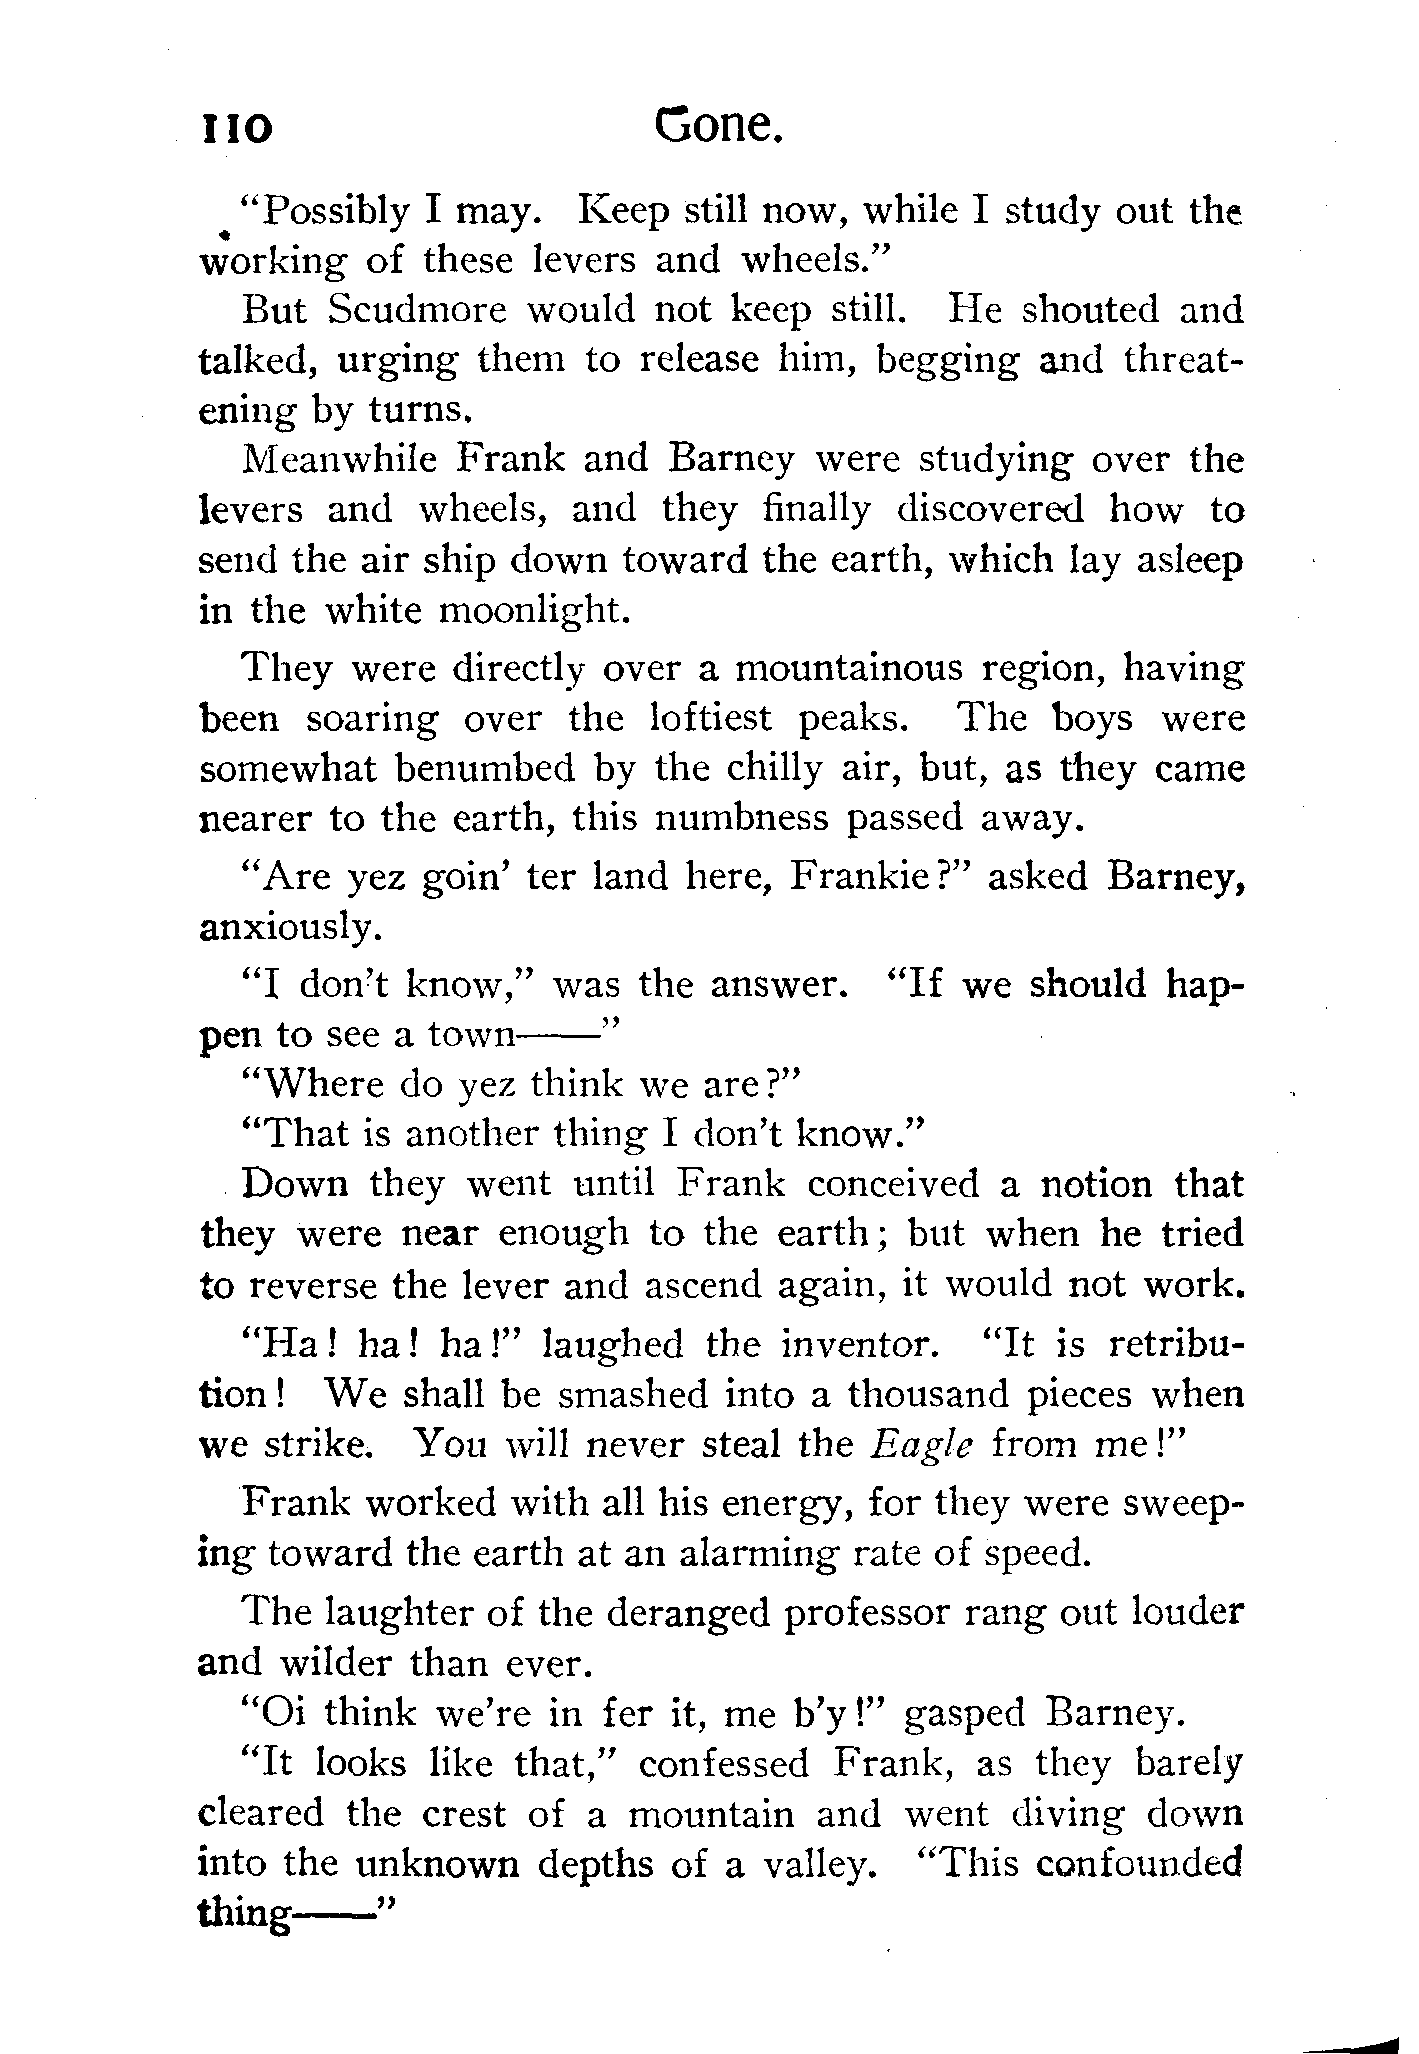 110 Gone.
“Possibly I may. Keep still now, while I study out the
working of these levers and wheels.”
But Scudmore would not keep still. He shouted and
talked, urging them to release him, begging and threat-
ening by turns.
Meanwhile Frank and Barney were studying over the
levers and wheels, and they finally discovered how to
send the air ship down toward the earth, which lay asleep
in the white moonlight.
They were directly over a mountainous region, having
been soaring over the loftiest peaks. The boys were
somewhat benumbed by the chilly air, but, as they came
nearer to the earth, this numbness passed away.
“Are yez goin’ ter land here, Frankie?” asked Barney,
anxiously.
“I don’t know,” was the answer. “If we should hap-
pen to see a town——”
“Where do yez think we are?”
“That is another thing I don’t know.”
Down they went until Frank conceived a notion that
they were near enough to the earth; but when he tried
to reverse the lever and ascend again, it would not work.
“Ha! ha! ha!” laughed the inventor. “It is retribu-
tion! We shall be smashed into a thousand pieces when
we strike. You will never steal the Eagle from me!”
Frank worked with all his energy, for they were sweep-
ing toward the earth at an alarming rate of speed.
The laughter of the deranged professor rang out louder
and wilder than ever.
“Oi think we’re in fer it, me b’y!” gasped Barney.
“It looks like that,” confessed Frank, as they barely
cleared the crest of a mountain and went diving down
into the unknown depths of a valley. “This confounded
thing——”